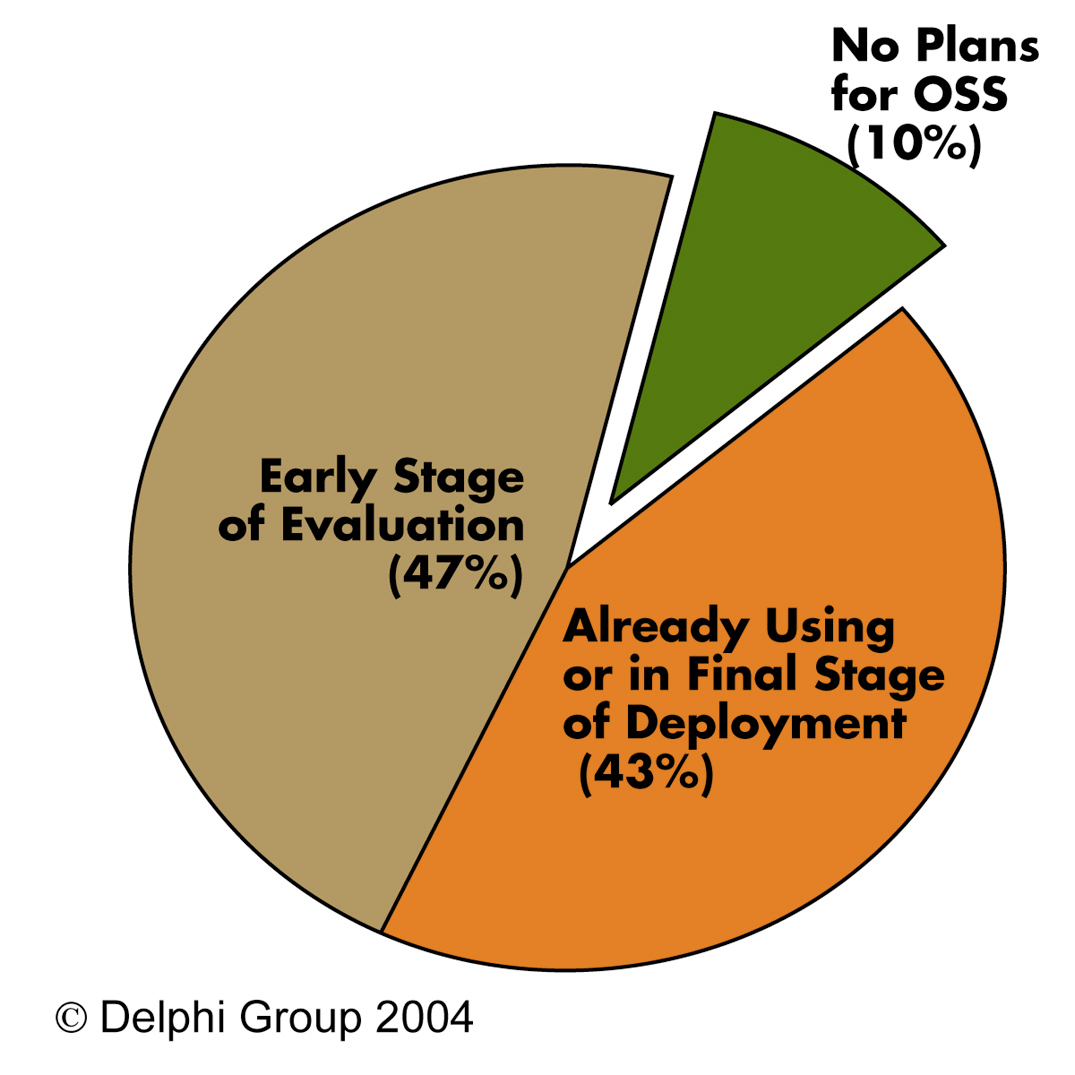 No Plans
for OSS
(10%)
Early Stage
of Evaluation
(47%)
Already Using
or in Final Stage
of Deployment
(43%)
© Delphi Group 2004